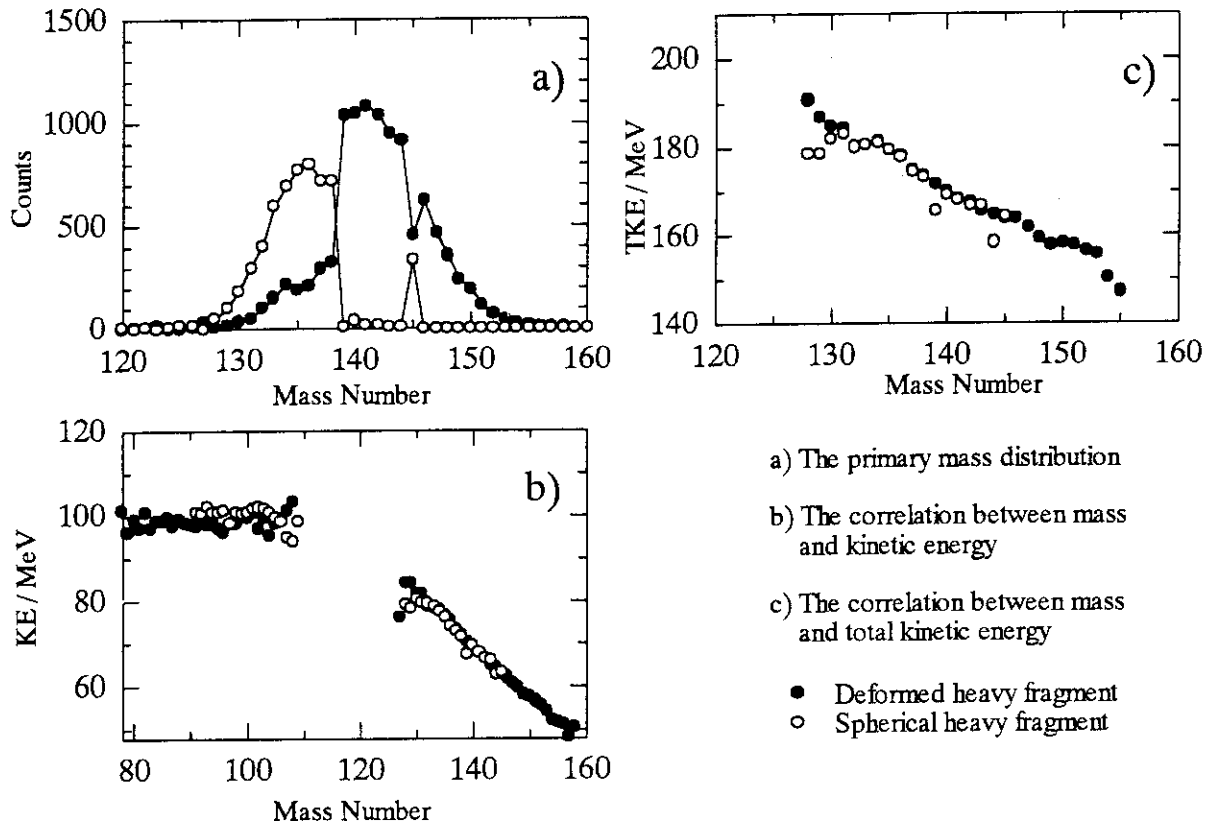 1500
1000
500
0
Counts
a)
120
130
140
150
160
Mass Number
200
180
160
140
TKE / MeV
c)
120
130
140
150
160
Mass Number
120
100
80
60
KE / MeV
b)
80
100
120
140
160
Mass Number
a) The primary mass distribution
b) The correlation between mass
and kinetic energy
c) The correlation between mass
and total kinetic energy
Deformed heavy fragment
Spherical heavy fragment